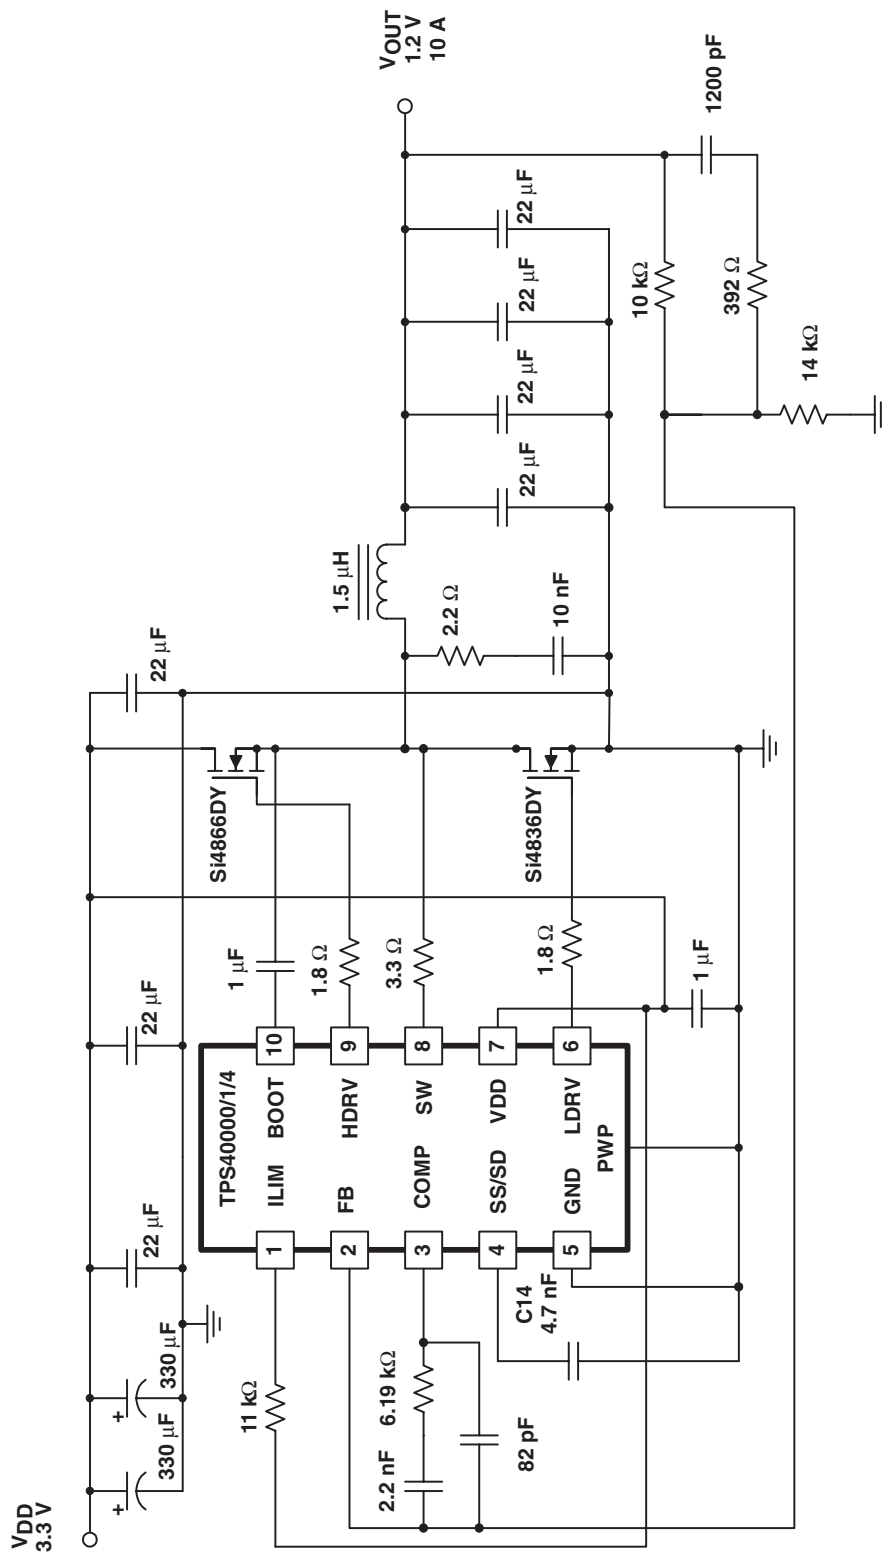 VDD
3.3 V
330 µF
330 µF
22 µF
22 µF
22 µF
11 kΩ
6.19 kΩ
2.2 nF
82 pF
C14
4.7 nF
TPS40000/1/4
1
ILIM
BOOT
10
2
FB
HDRV
9
3
COMP
SW
8
4
SS/SD
VDD
7
5
GND
LDRV
6
PWP
1 µF
1.8 Ω
3.3 Ω
1.8 Ω
1 µF
Si4866DY
Si4836DY
2.2 Ω
10 nF
1.5 µH
22 µF
22 µF
22 µF
22 µF
VOUT
1.2 V
10 A
10 kΩ
1200 pF
392 Ω
14 kΩ
+
+